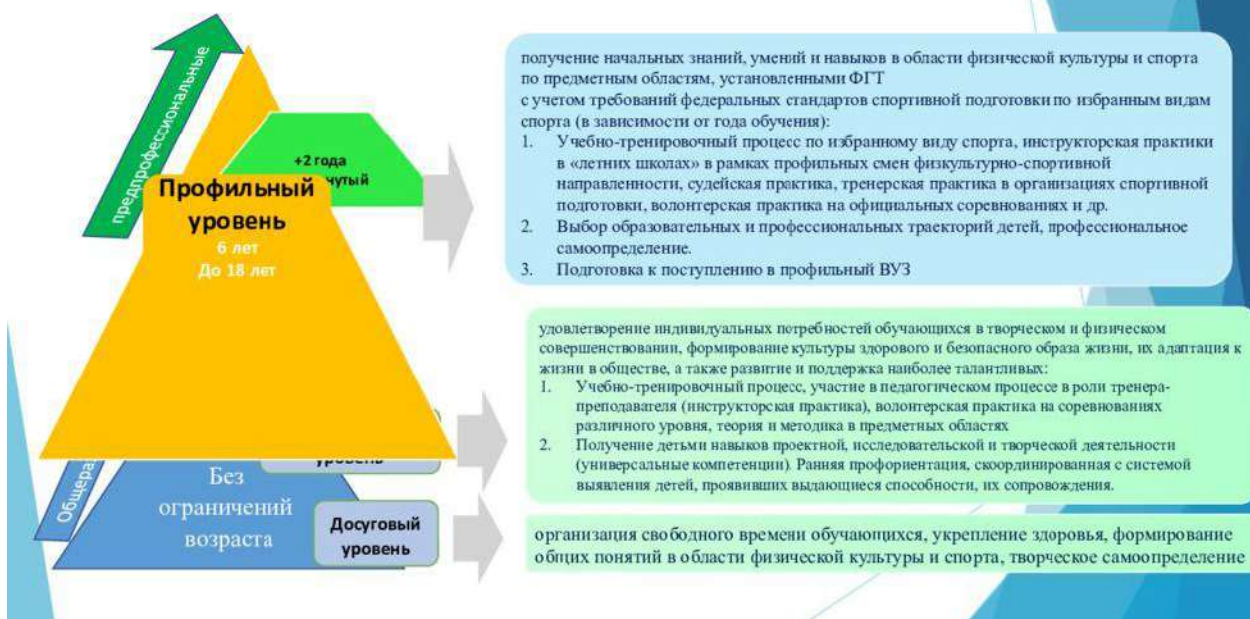 предпрофессиональные
+2 года
Профильный
уровень
6 лет
До 18 лет
уровень
Без
ограничений
возраста
Досуговый
уровень
получение начальных знаний, умений и навыков в области физической культуры и спорта
по предметным областям, установленными ФГТ
с учетом требований федеральных стандартов спортивной подготовки по избранным видам
спорта (в зависимости от года обучения):
1. Учебно-тренировочный процесс по избранному виду спорта, инструкторская практики
в «летних школах» в рамках профильных смен физкультурно-спортивной
направленности, судейская практика, тренерская практика в организациях спортивной
подготовки, волонтерская практика на официальных соревнованиях и др.
2. Выбор образовательных и профессиональных траекторий детей, профессиональное
самоопределение.
3. Подготовка к поступлению в профильный ВУЗ
удовлетворение индивидуальных потребностей обучающихся в творческом и физическом
совершенствовании, формирование культуры здорового и безопасного образа жизни, их адаптация к
жизни в обществе, а также развитие и поддержка наиболее талантливых:
1. Учебно-тренировочный процесс, участие в педагогическом процессе в роли тренера-
преподавателя (инструкторская практика), волонтерская практика на соревнованиях
различного уровня, теория и методика в предметных областях
2. Получение детьми навыков проектной, исследовательской и творческой деятельности
(универсальные компетенции). Ранняя профориентация, скоординированная с системой
выявления детей, проявивших выдающиеся способности, их сопровождения.
организация свободного времени обучающихся, укрепление здоровья, формирование
общих понятий в области физической культуры и спорта, творческое самоопределение